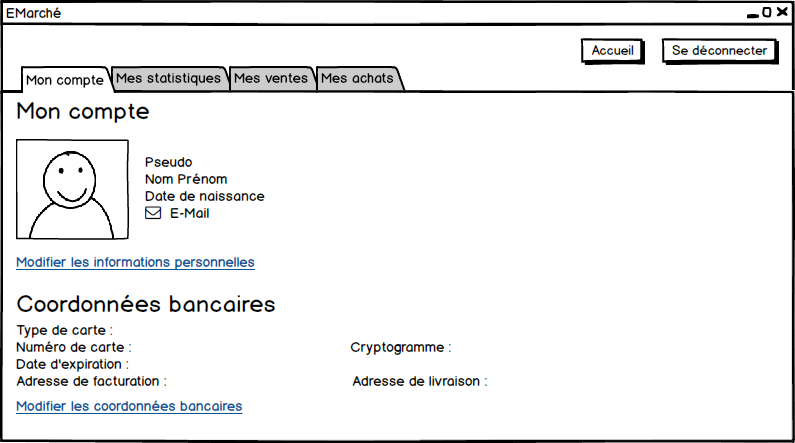 EMarché
Accueil
Se déconnecter
Mon compte
Mes statistiques
Mes ventes
Mes achats
Mon compte
Pseudo
Nom Prénom
Date de naissance
E-Mail
Modifier les informations personnelles
Coordonnées bancaires
Type de carte :
Numéro de carte :
Cryptogramme :
Date d'expiration :
Adresse de facturation :
Adresse de livraison :
Modifier les coordonnées bancaires